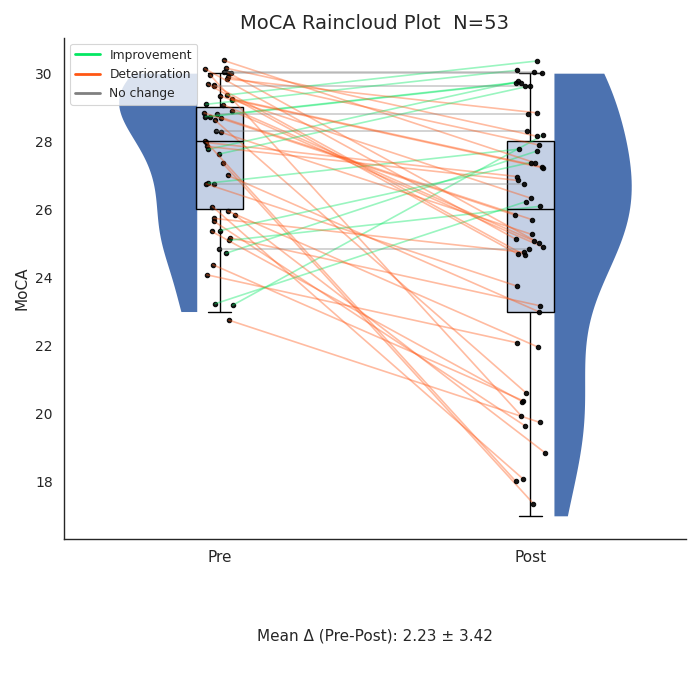 MoCA Raincloud Plot  N=53
Improvement
Deterioration
No change
MoCA
30
28
26
24
22
20
18
Pre
Post
Mean Δ (Pre-Post): 2.23 ± 3.42